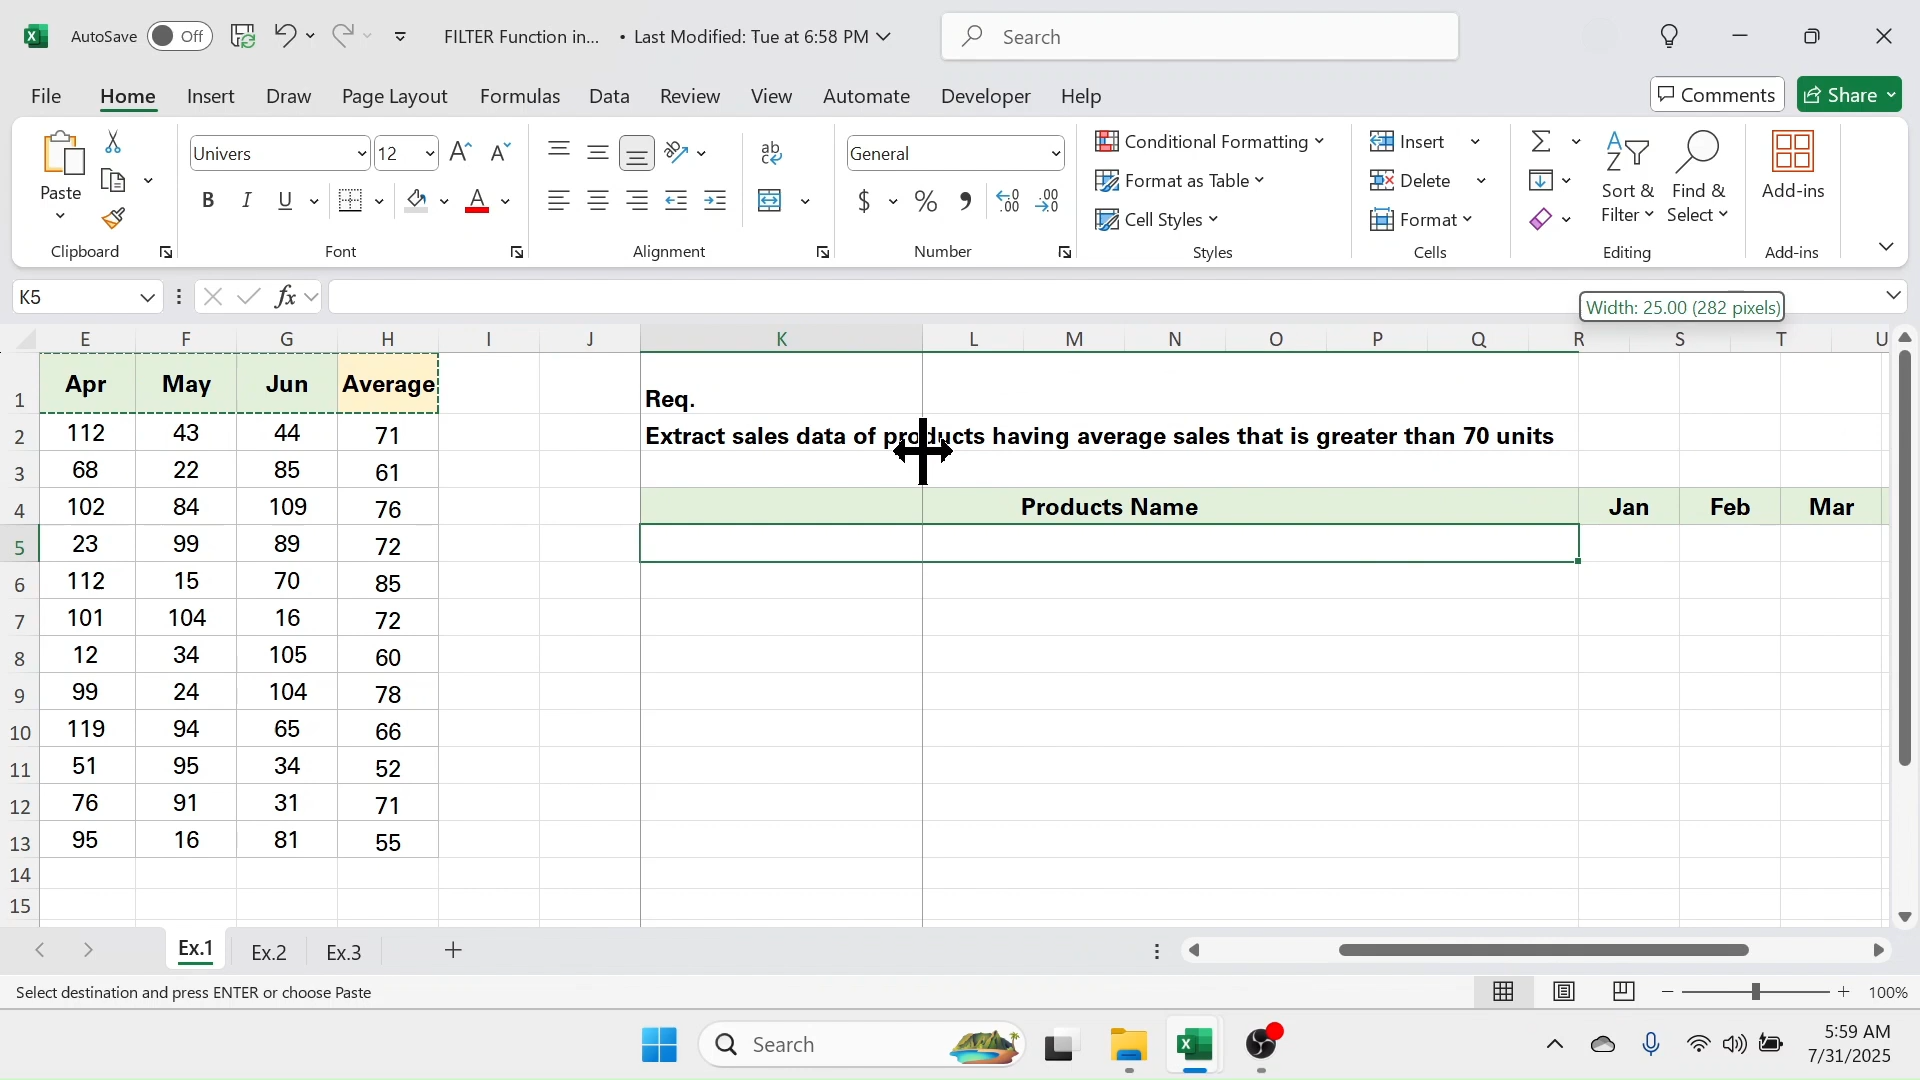 AutoSave Off FILTER Function in... • Last Modified: Tue at 6:58 PM Search
File Home Insert Draw Page Layout Formulas Data Review View Automate Developer Help Comments Share
Paste Univers 12 General Conditional Formatting Format as Table Cell Styles Insert Delete Format Sort & Filter Find & Select Add-ins
Clipboard Font Alignment Number Styles Cells Editing Add-ins
K5 fx Width: 25.00 (282 pixels)
E F G H I J K L M N O P Q R S T U
1 Apr May Jun Average Req.
2 112 43 44 71 Extract sales data of products having average sales that is greater than 70 units
3 68 22 85 61
4 102 84 109 76 Products Name Jan Feb Mar
5 23 99 89 72
6 112 15 70 85
7 101 104 16 72
8 12 34 105 60
9 99 24 104 78
10 119 94 65 66
11 51 95 34 52
12 76 91 31 71
13 95 16 81 55
14
15
Ex.1 Ex.2 Ex.3
Select destination and press ENTER or choose Paste 100%
Search 5:59 AM
7/31/2025